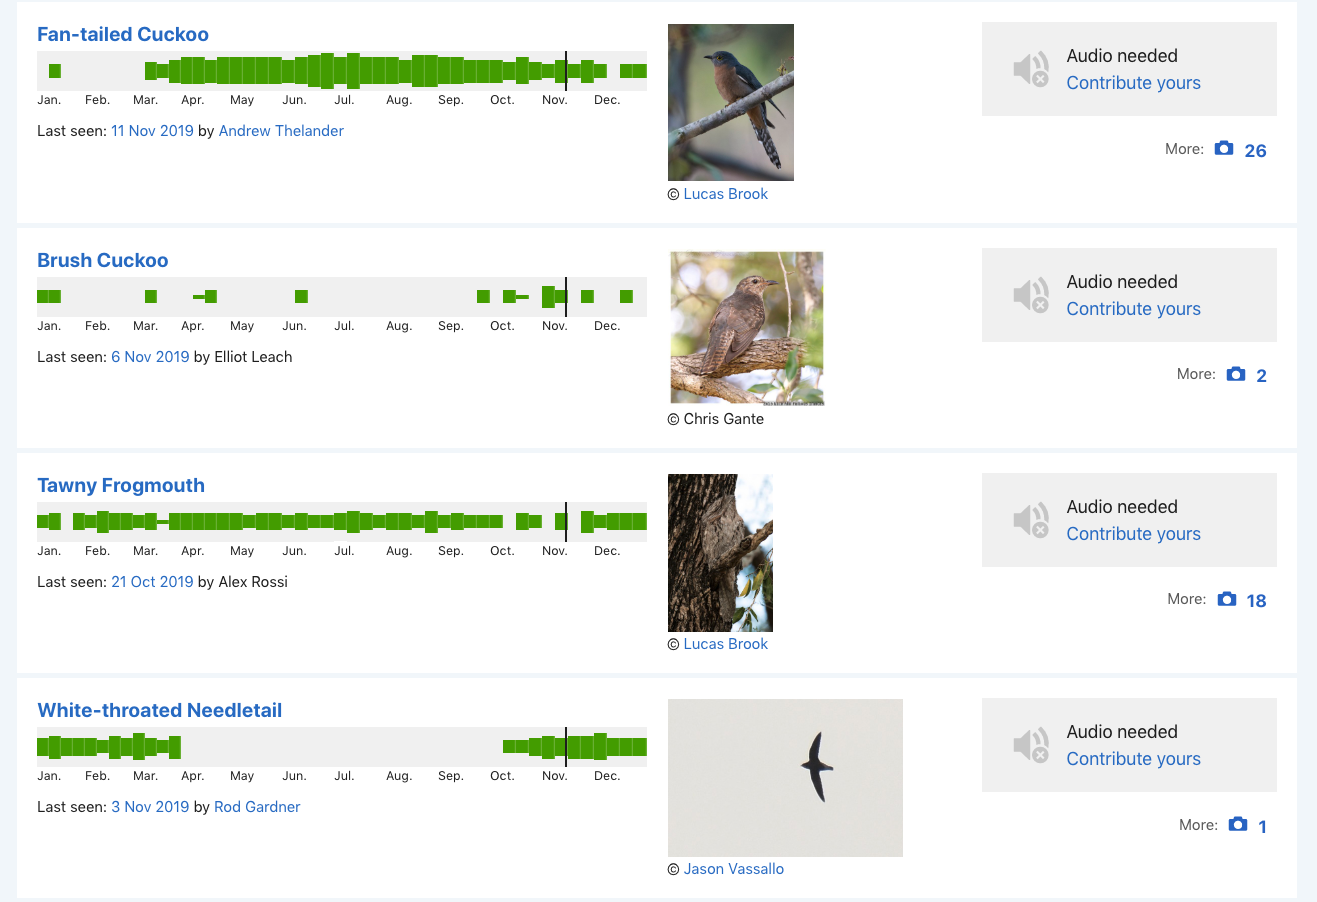 Fan-tailed Cuckoo
Jan. Feb. Mar. Apr. May Jun. Jul. Aug. Sep. Oct. Nov. Dec.
Last seen: 11 Nov 2019 by Andrew Thelander
© Lucas Brook
Audio needed
Contribute yours
More: 26
Brush Cuckoo
Jan. Feb. Mar. Apr. May Jun. Jul. Aug. Sep. Oct. Nov. Dec.
Last seen: 6 Nov 2019 by Elliot Leach
© Chris Gante
Audio needed
Contribute yours
More: 2
Tawny Frogmouth
Jan. Feb. Mar. Apr. May Jun. Jul. Aug. Sep. Oct. Nov. Dec.
Last seen: 21 Oct 2019 by Alex Rossi
© Lucas Brook
Audio needed
Contribute yours
More: 18
White-throated Needletail
Jan. Feb. Mar. Apr. May Jun. Jul. Aug. Sep. Oct. Nov. Dec.
Last seen: 3 Nov 2019 by Rod Gardner
© Jason Vassallo
Audio needed
Contribute yours
More: 1